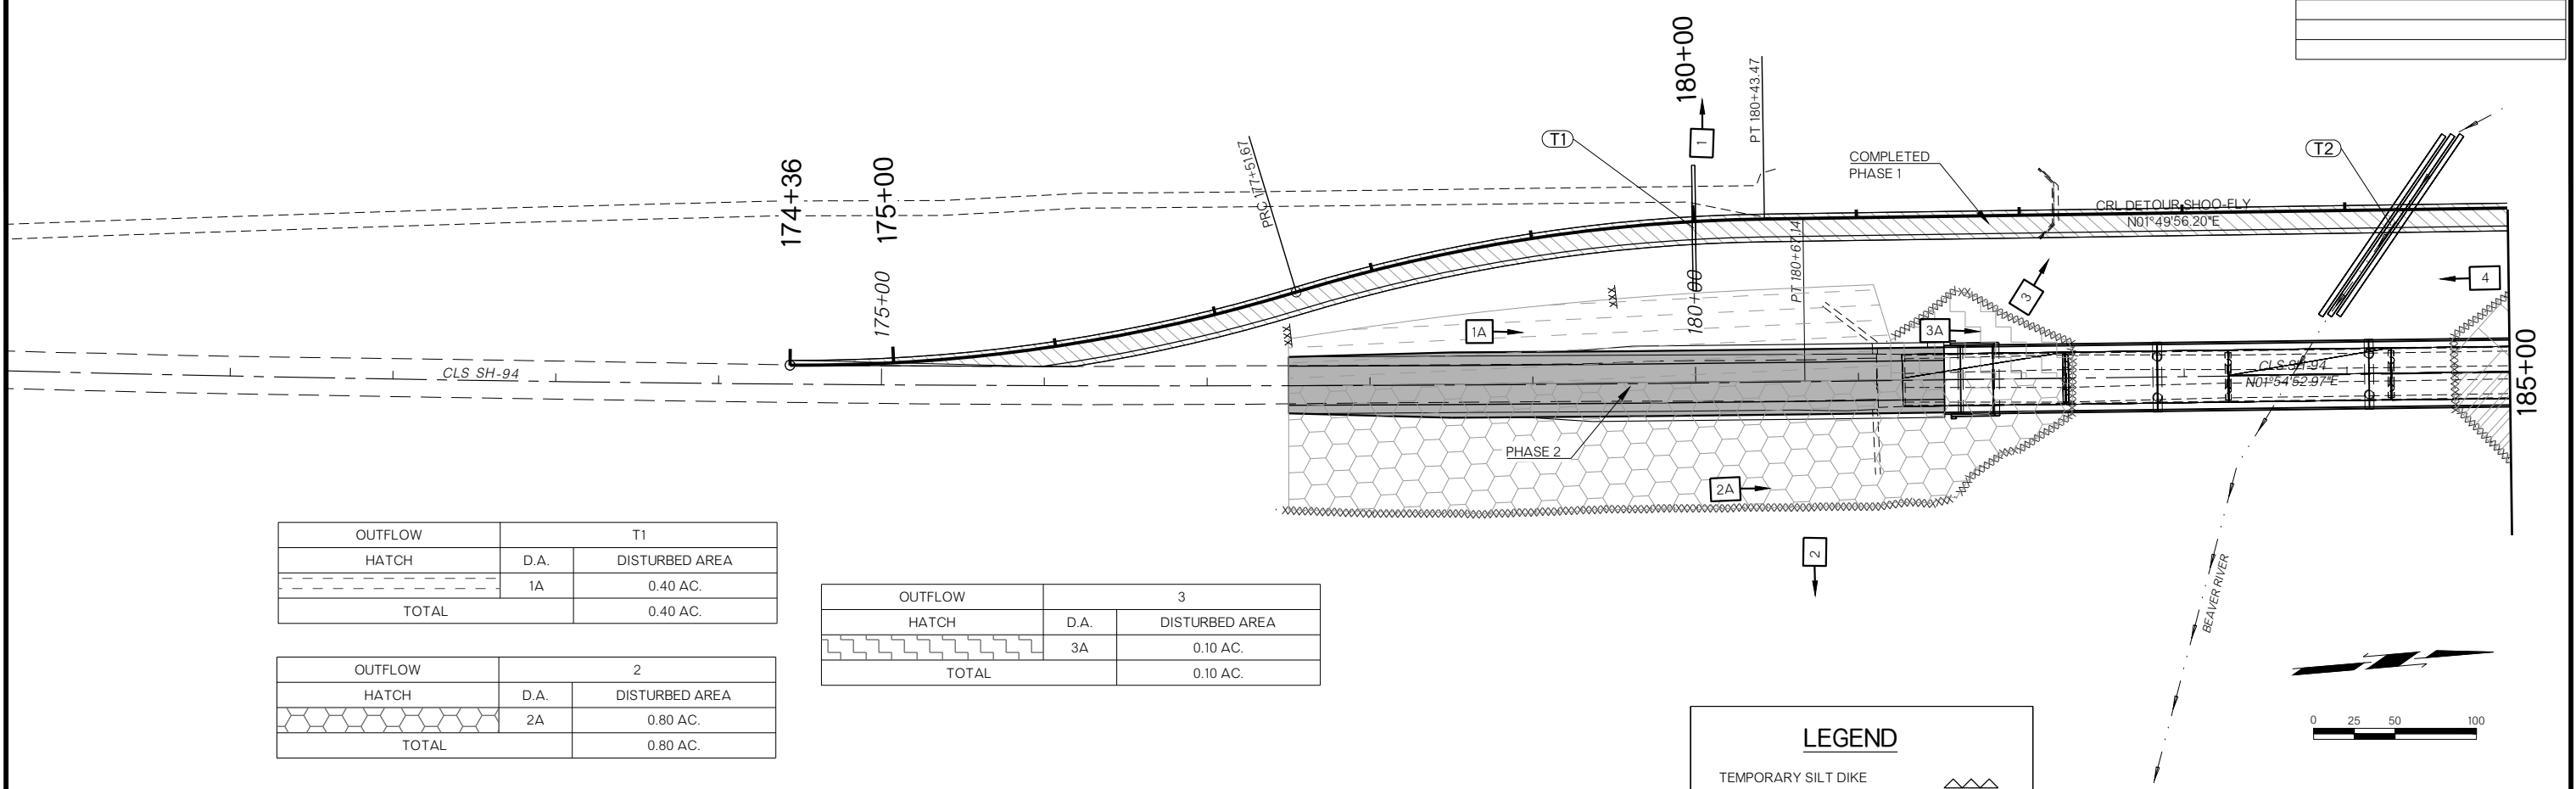 180+00
PT 180+43.47
T1
1
COMPLETED
PHASE 1
T2
PRC 177+51.67
174+36
175+00
CRL DETOUR SHOO-FLY
N01°49'56.20"E
175+00
180+00
PT 180+67.14
3
4
XXX
XXX
1A
3A
CLS SH-94
CLS SH-94
N01°54'52.97"E
185+00
PHASE 2
2A
2
BEAVER RIVER
OUTFLOW T1
HATCH D.A. DISTURBED AREA
1A 0.40 AC.
TOTAL 0.40 AC.
OUTFLOW 3
HATCH D.A. DISTURBED AREA
3A 0.10 AC.
TOTAL 0.10 AC.
OUTFLOW 2
HATCH D.A. DISTURBED AREA
2A 0.80 AC.
TOTAL 0.80 AC.
0 25 50 100
LEGEND
TEMPORARY SILT DIKE